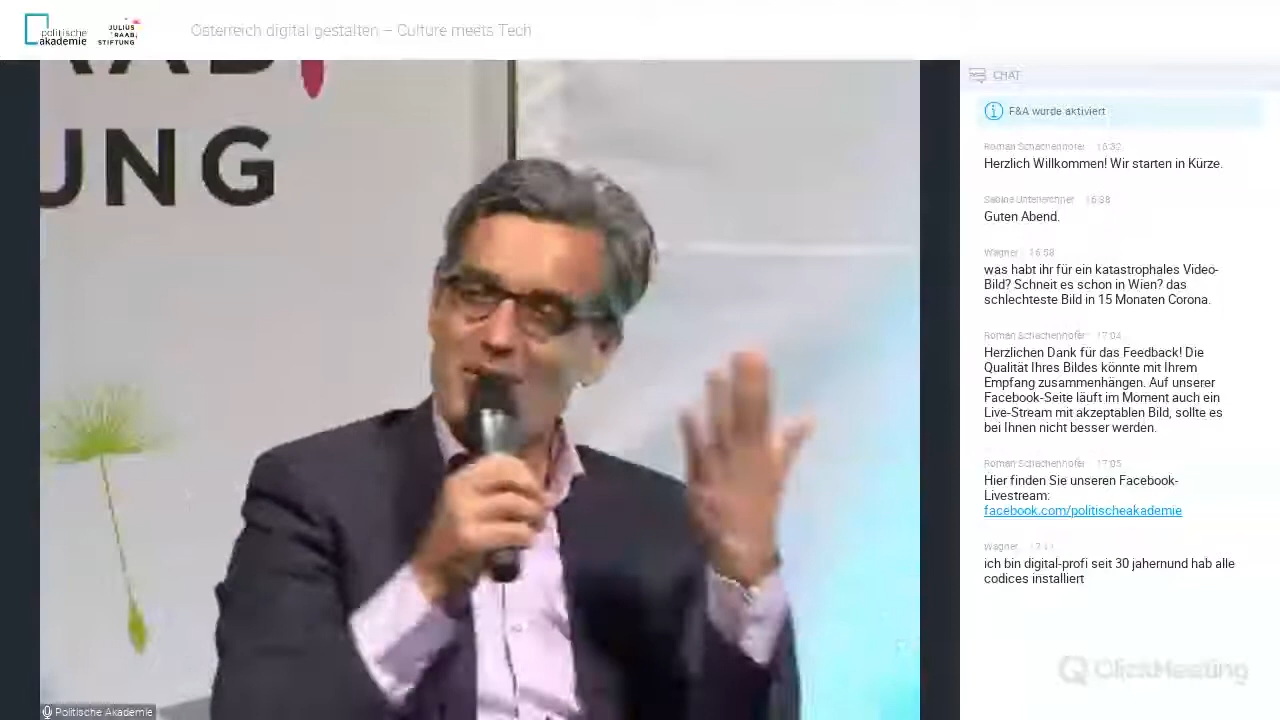 politische
akademie
JULIUS
RAAB
STIFTUNG
Österreich digital gestalten – Culture meets Tech
UNG
CHAT
F&A wurde aktiviert
Roman Schachenhofer 16:32
Herzlich Willkommen! Wir starten in Kürze.
Sabine Unterlerchner 16:38
Guten Abend.
Wagner 16:58
was habt ihr für ein katastrophales Video-
Bild? Schneit es schon in Wien? das
schlechteste Bild in 15 Monaten Corona.
Roman Schachenhofer 17:04
Herzlichen Dank für das Feedback! Die
Qualität Ihres Bildes könnte mit Ihrem
Empfang zusammenhängen. Auf unserer
Facebook-Seite läuft im Moment auch ein
Live-Stream mit akzeptablen Bild, sollte es
bei Ihnen nicht besser werden.
Roman Schachenhofer 17:05
Hier finden Sie unseren Facebook-
Livestream:
facebook.com/politischeakademie
Wagner 17:11
ich bin digital-profi seit 30 jahernund hab alle
codices installiert
ClickMeeting
Politische Akademie